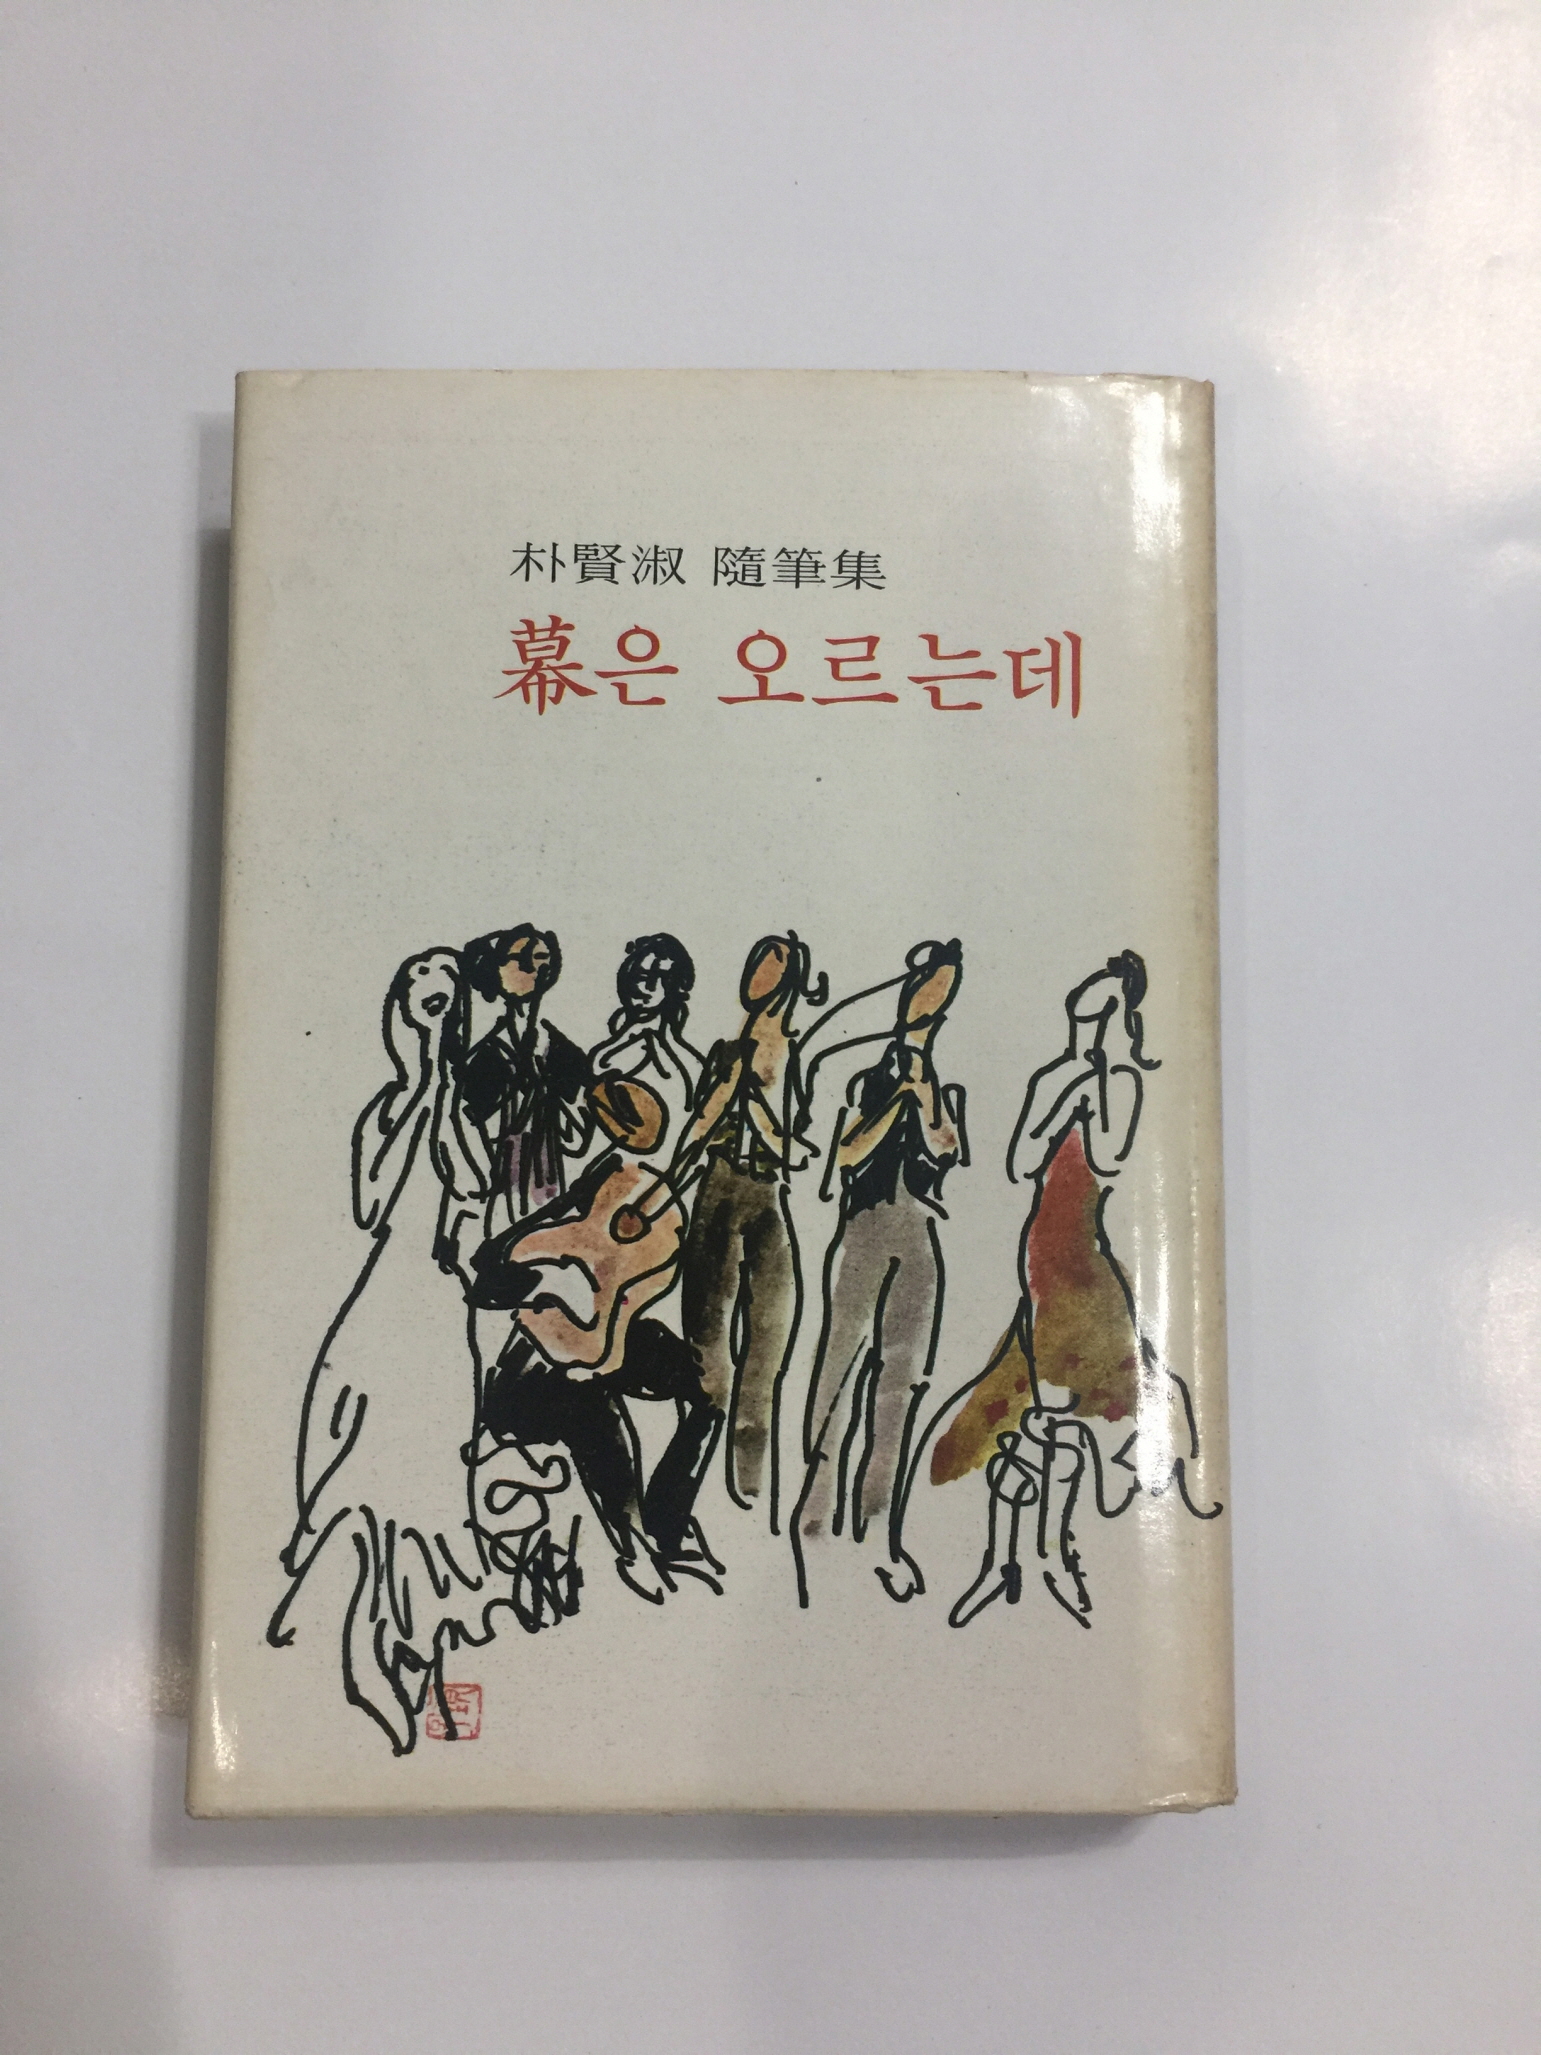 朴賢淑 隨筆集
幕은 오르는데